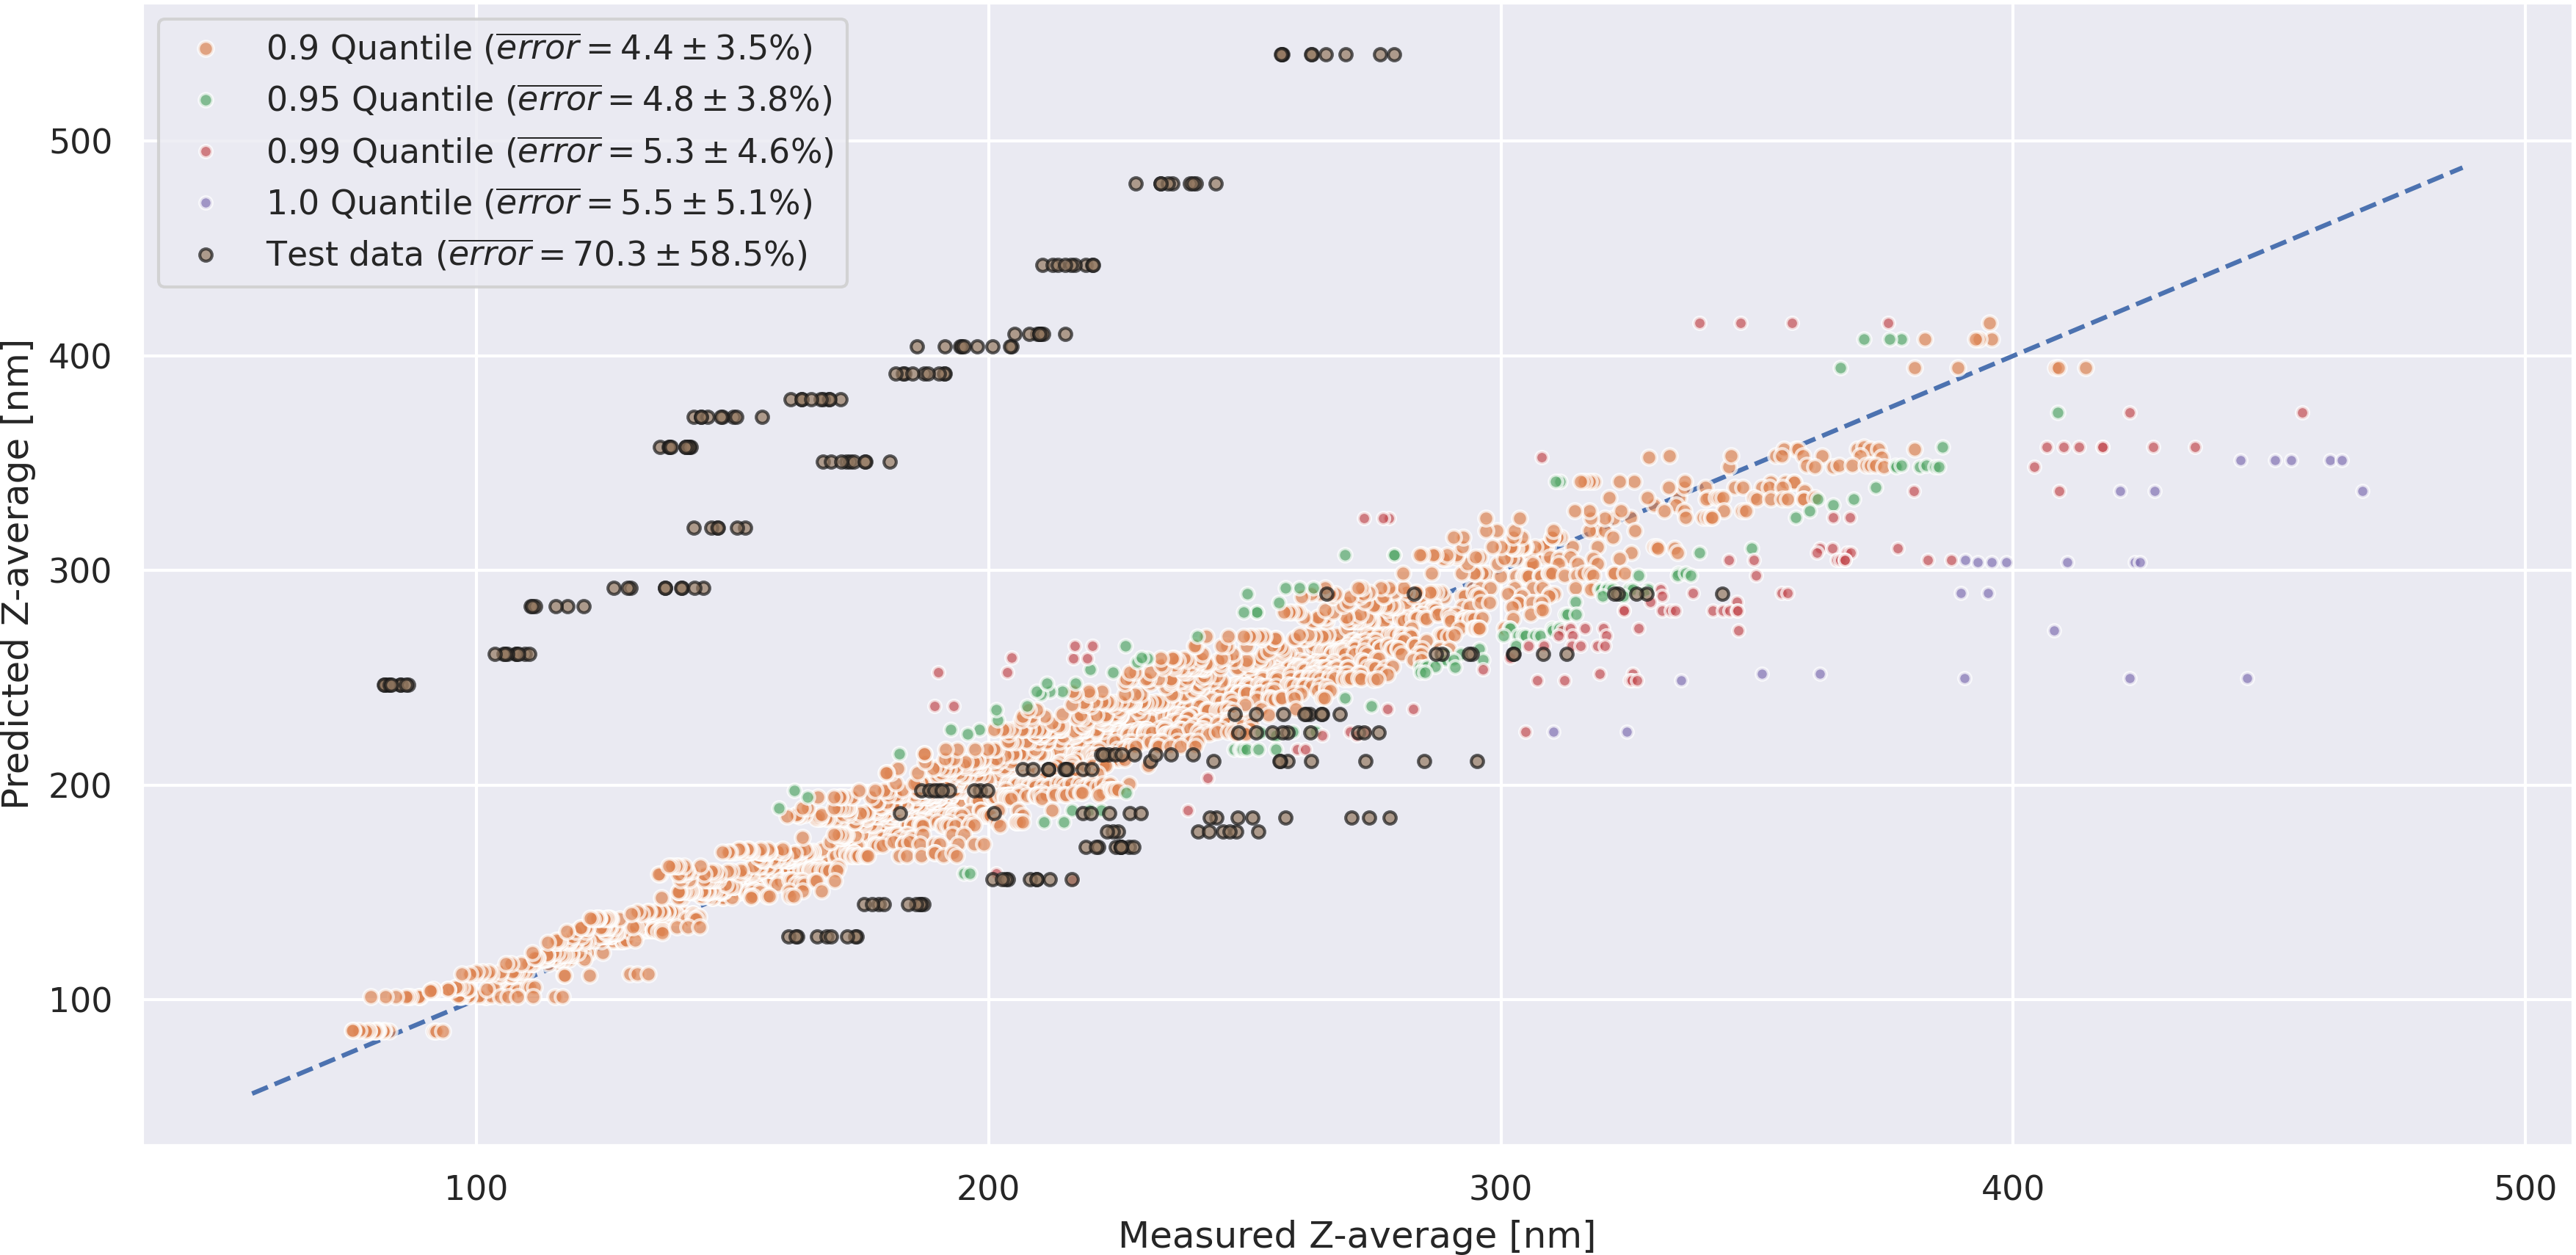 0.9 Quantile (error = 4.4 ± 3.5%)
0.95 Quantile (error = 4.8 ± 3.8%)
0.99 Quantile (error = 5.3 ± 4.6%)
1.0 Quantile (error = 5.5 ± 5.1%)
Test data (error = 70.3 ± 58.5%)
Predicted Z-average [nm]
500
400
300
200
100
100 200 300 400 500
Measured Z-average [nm]